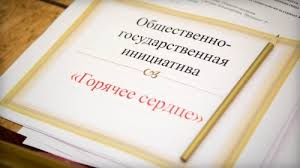 Общественно-
государственная
инициатива
«Горячее сердце»